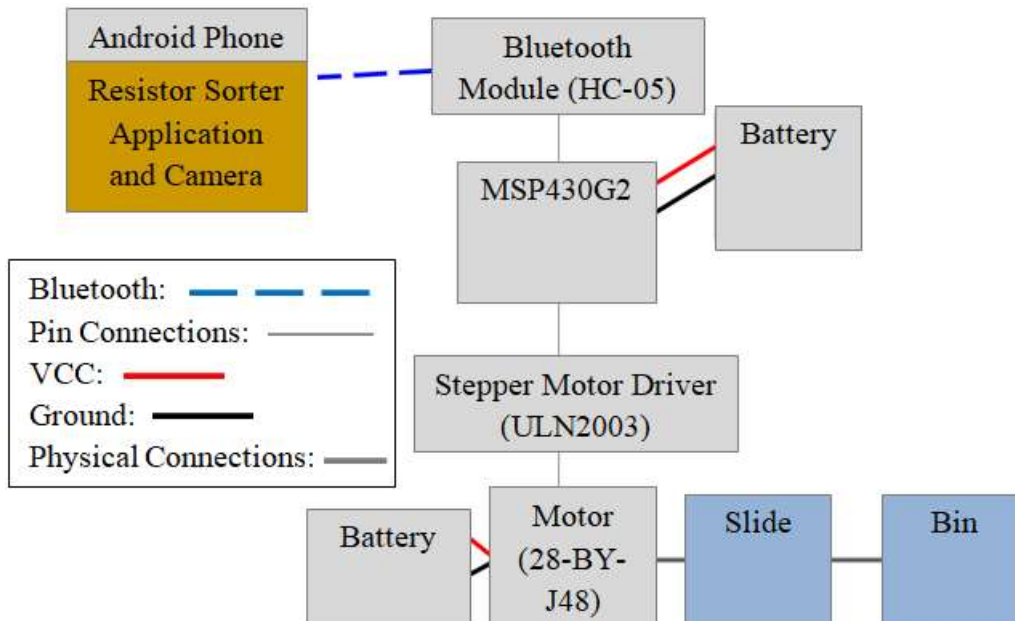 Android Phone
Resistor Sorter
Application
and Camera
Bluetooth
Module (HC-05)
Battery
MSP430G2
Bluetooth:
Pin Connections:
VCC:
Ground:
Physical Connections:
Stepper Motor Driver
(ULN2003)
Battery
Motor
(28-BY-
J48)
Slide
Bin